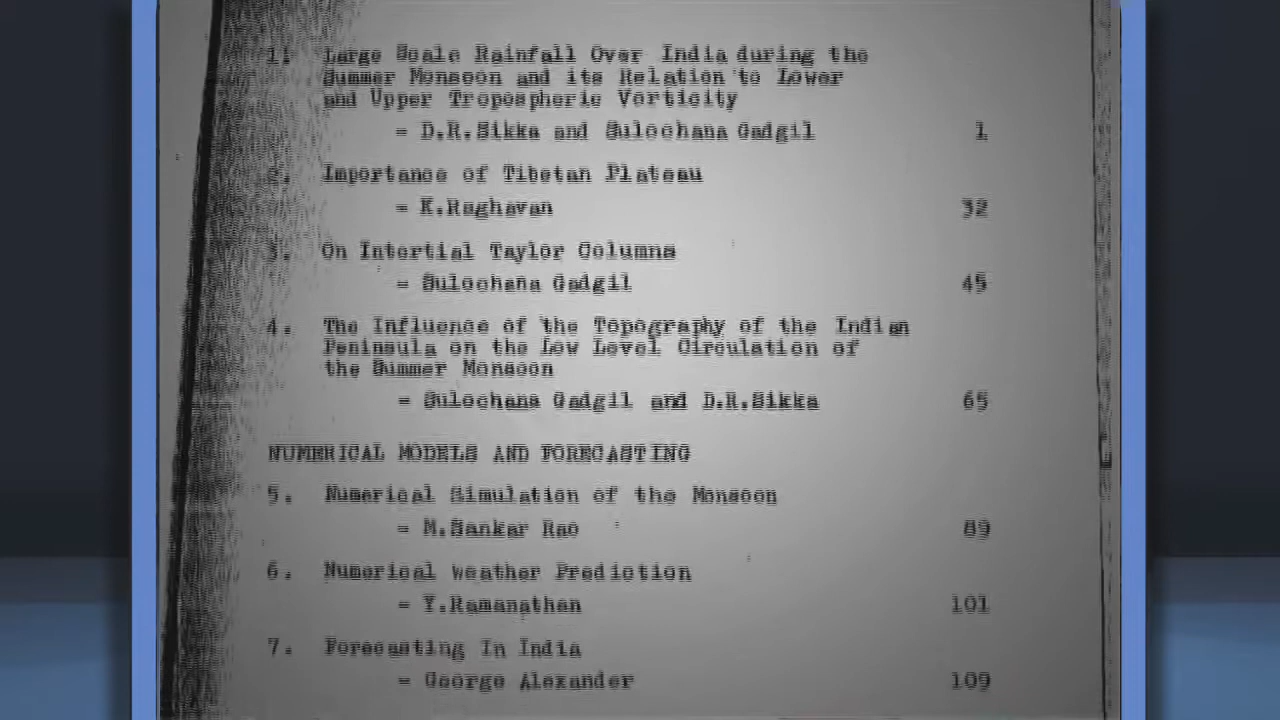 1. Large Scale Rainfall Over India during the
Summer Monsoon and its Relation to Lower
and Upper Tropospheric Vorticity
- D.R.Sikka and Sulochana Gadgil 1
2. Importance of Tibetan Plateau
- K.Raghavan 32
3. On Intertial Taylor Columns
- Sulochana Gadgil 45
4. The Influence of the Topography of the Indian
Peninsula on the Low Level Circulation of
the Summer Monsoon
- Sulochana Gadgil and D.R.Sikka 65
NUMERICAL MODELS AND FORECASTING
5. Numerical Simulation of the Monsoon
- M.Sankar Rao 89
6. Numerical weather Prediction
- Y.Ramanathan 101
7. Forecasting In India
- George Alexander 109